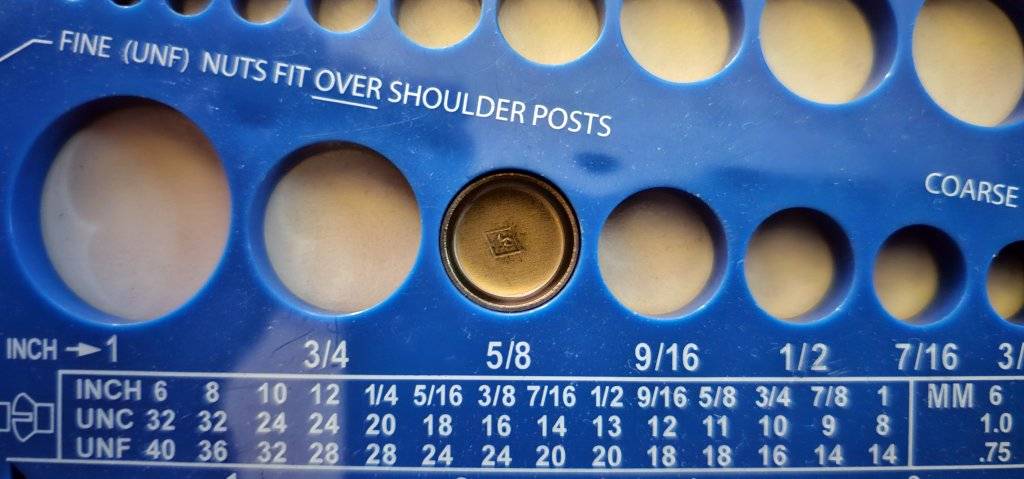 FINE (UNF) NUTS FIT OVER SHOULDER POSTS
COARSE
INCH → 1 3/4 5/8 9/16 1/2 7/16
INCH 6 8 10 12 1/4 5/16 3/8 7/16 1/2 9/16 5/8 3/4 7/8 1 MM 6
UNC 32 32 24 24 20 18 16 14 13 12 11 10 9 8 1.0
UNF 40 36 32 28 28 24 24 20 20 18 18 16 14 14 .75